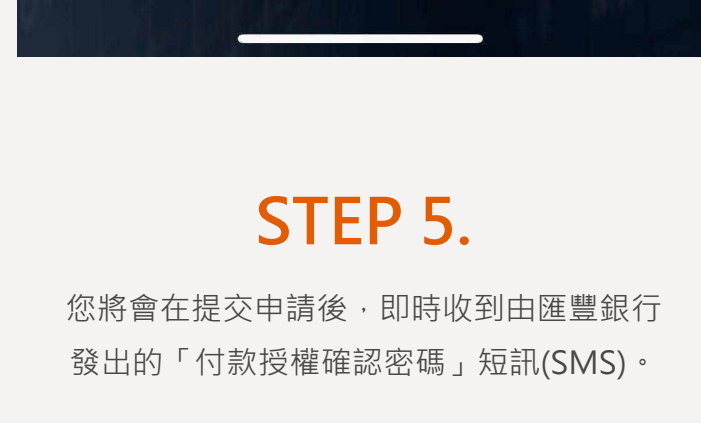 STEP 5.
您將會在提交申請後，即時收到由匯豐銀行
發出的「付款授權確認密碼」短訊(SMS)。